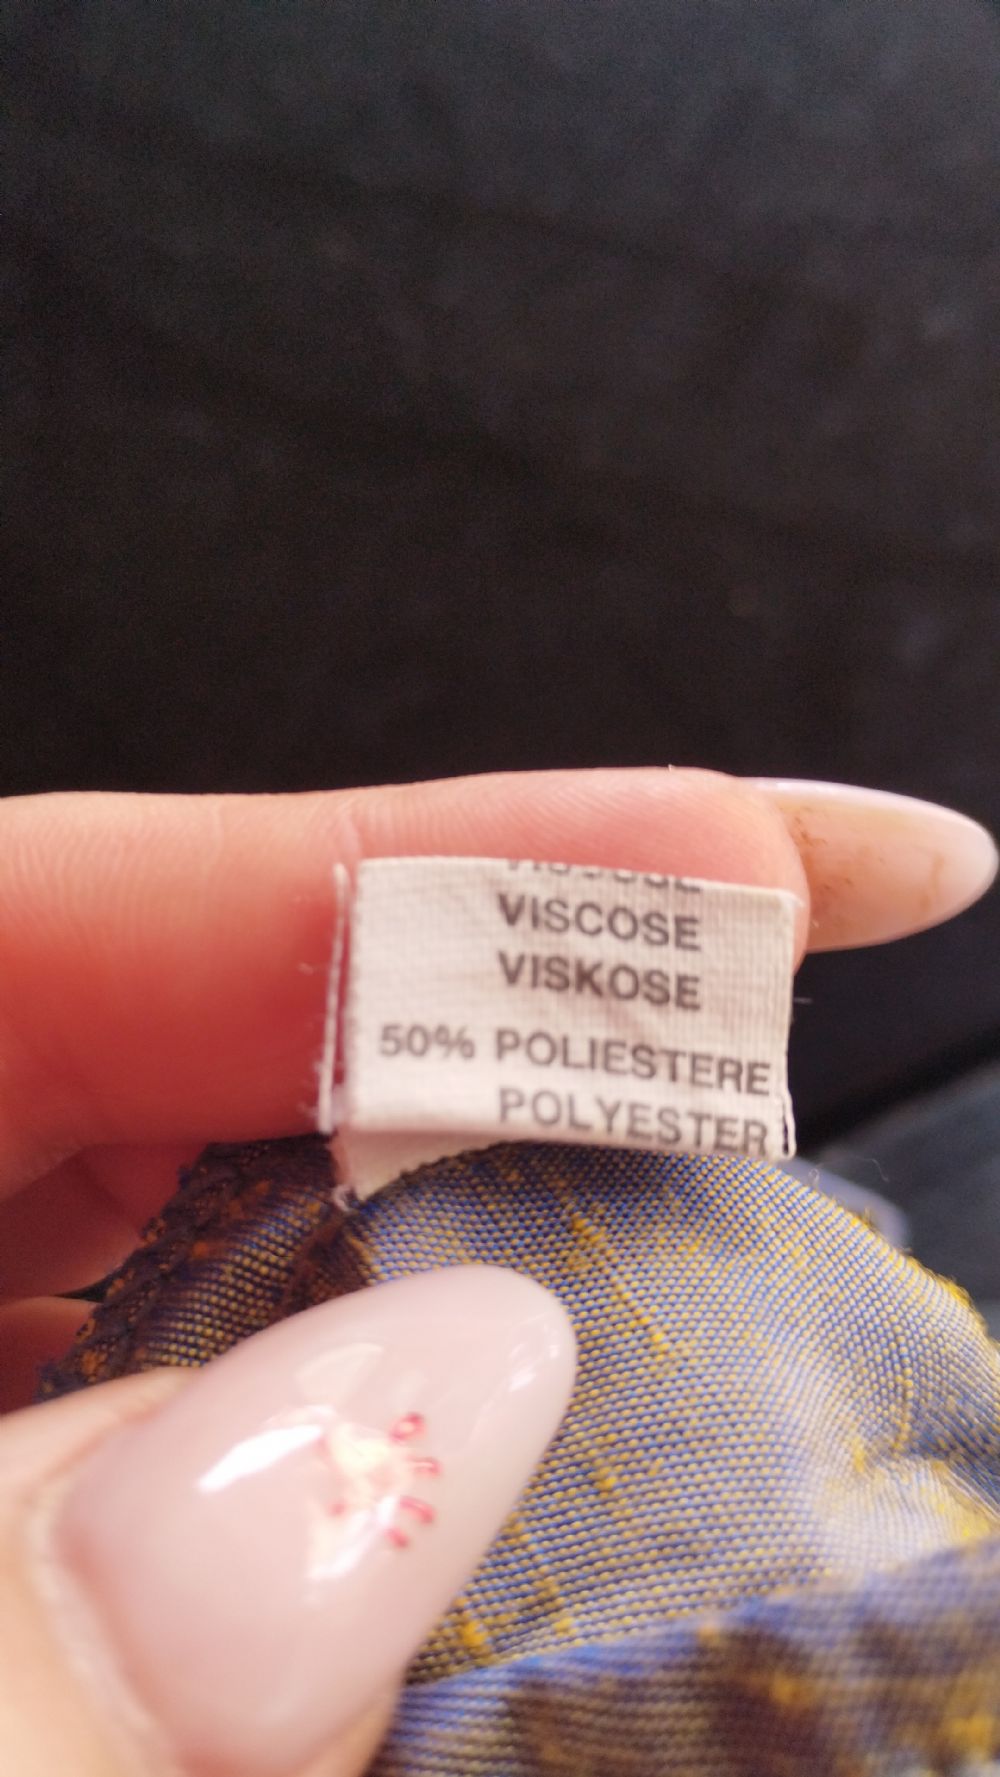 VISCOSE
VISKOSE
50% POLIESTERE
POLYESTER